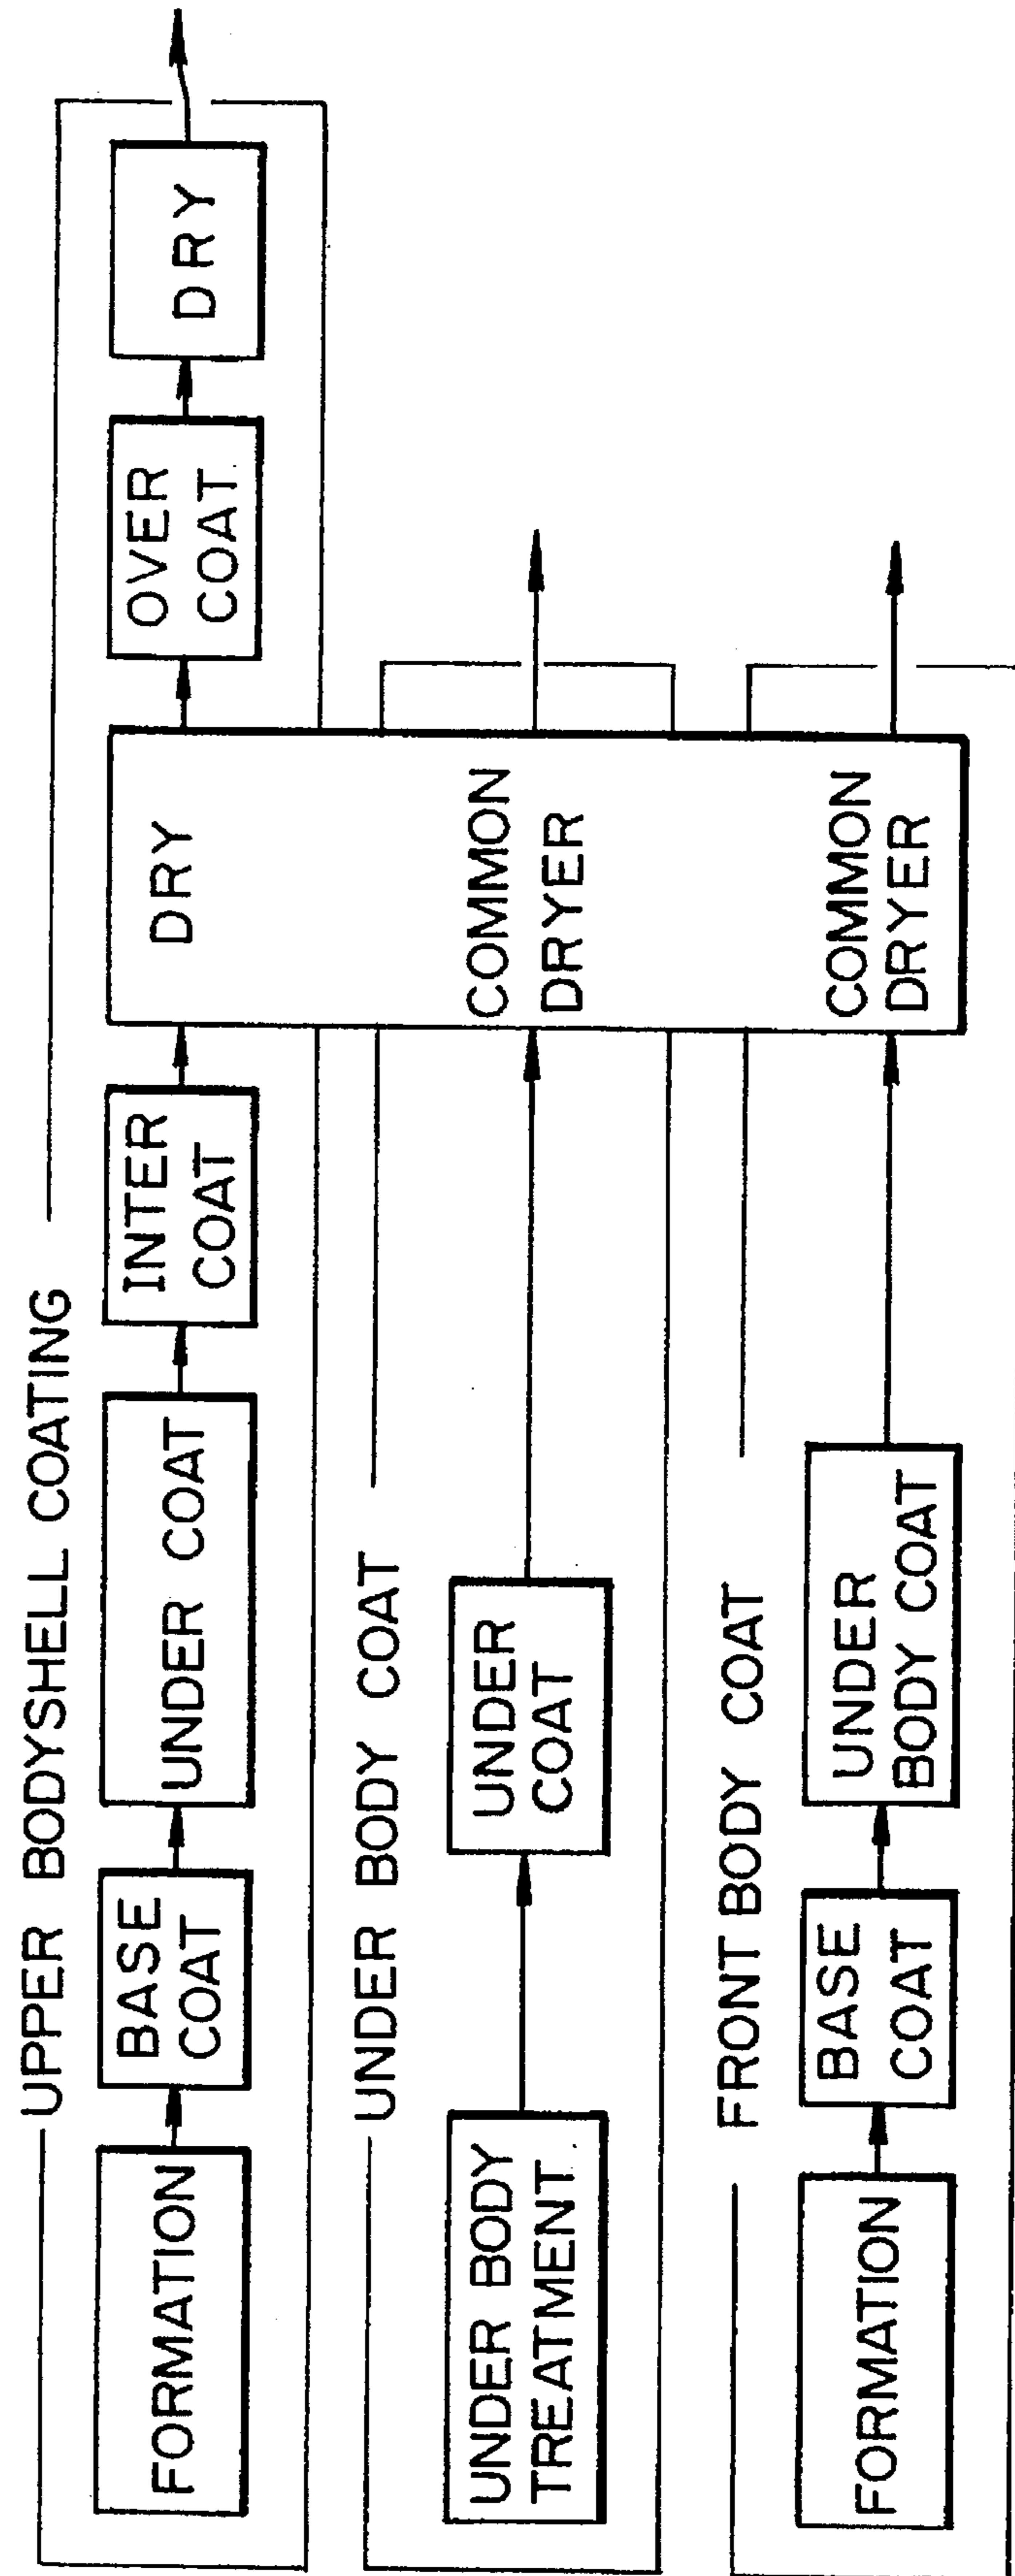 UPPER BODYSHELL COATING
FORMATION
BASE
COAT
UNDER COAT
INTER
COAT
DRY
OVER
COAT
DRY
UNDER BODY COAT
UNDER BODY
TREATMENT
UNDER
COAT
COMMON
DRYER
FRONT BODY COAT
FORMATION
BASE
COAT
UNDER
BODY COAT
COMMON
DRYER